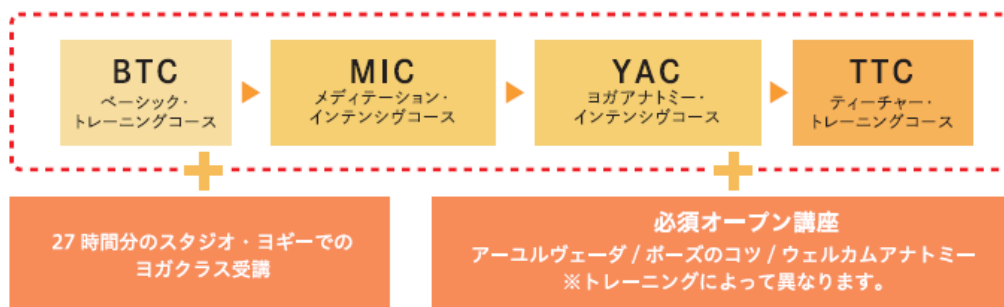 BTC
ベーシック・
トレーニングコース
MIC
メディテーション・
インテンシヴコース
YAC
ヨガアナトミー・
インテンシヴコース
TTC
ティーチャー・
トレーニングコース
27 時間分のスタジオ・ヨギーでの
ヨガクラス受講
必須オープン講座
アーユルヴェーダ / ポーズのコツ / ウェルカムアナトミー
※トレーニングによって異なります。